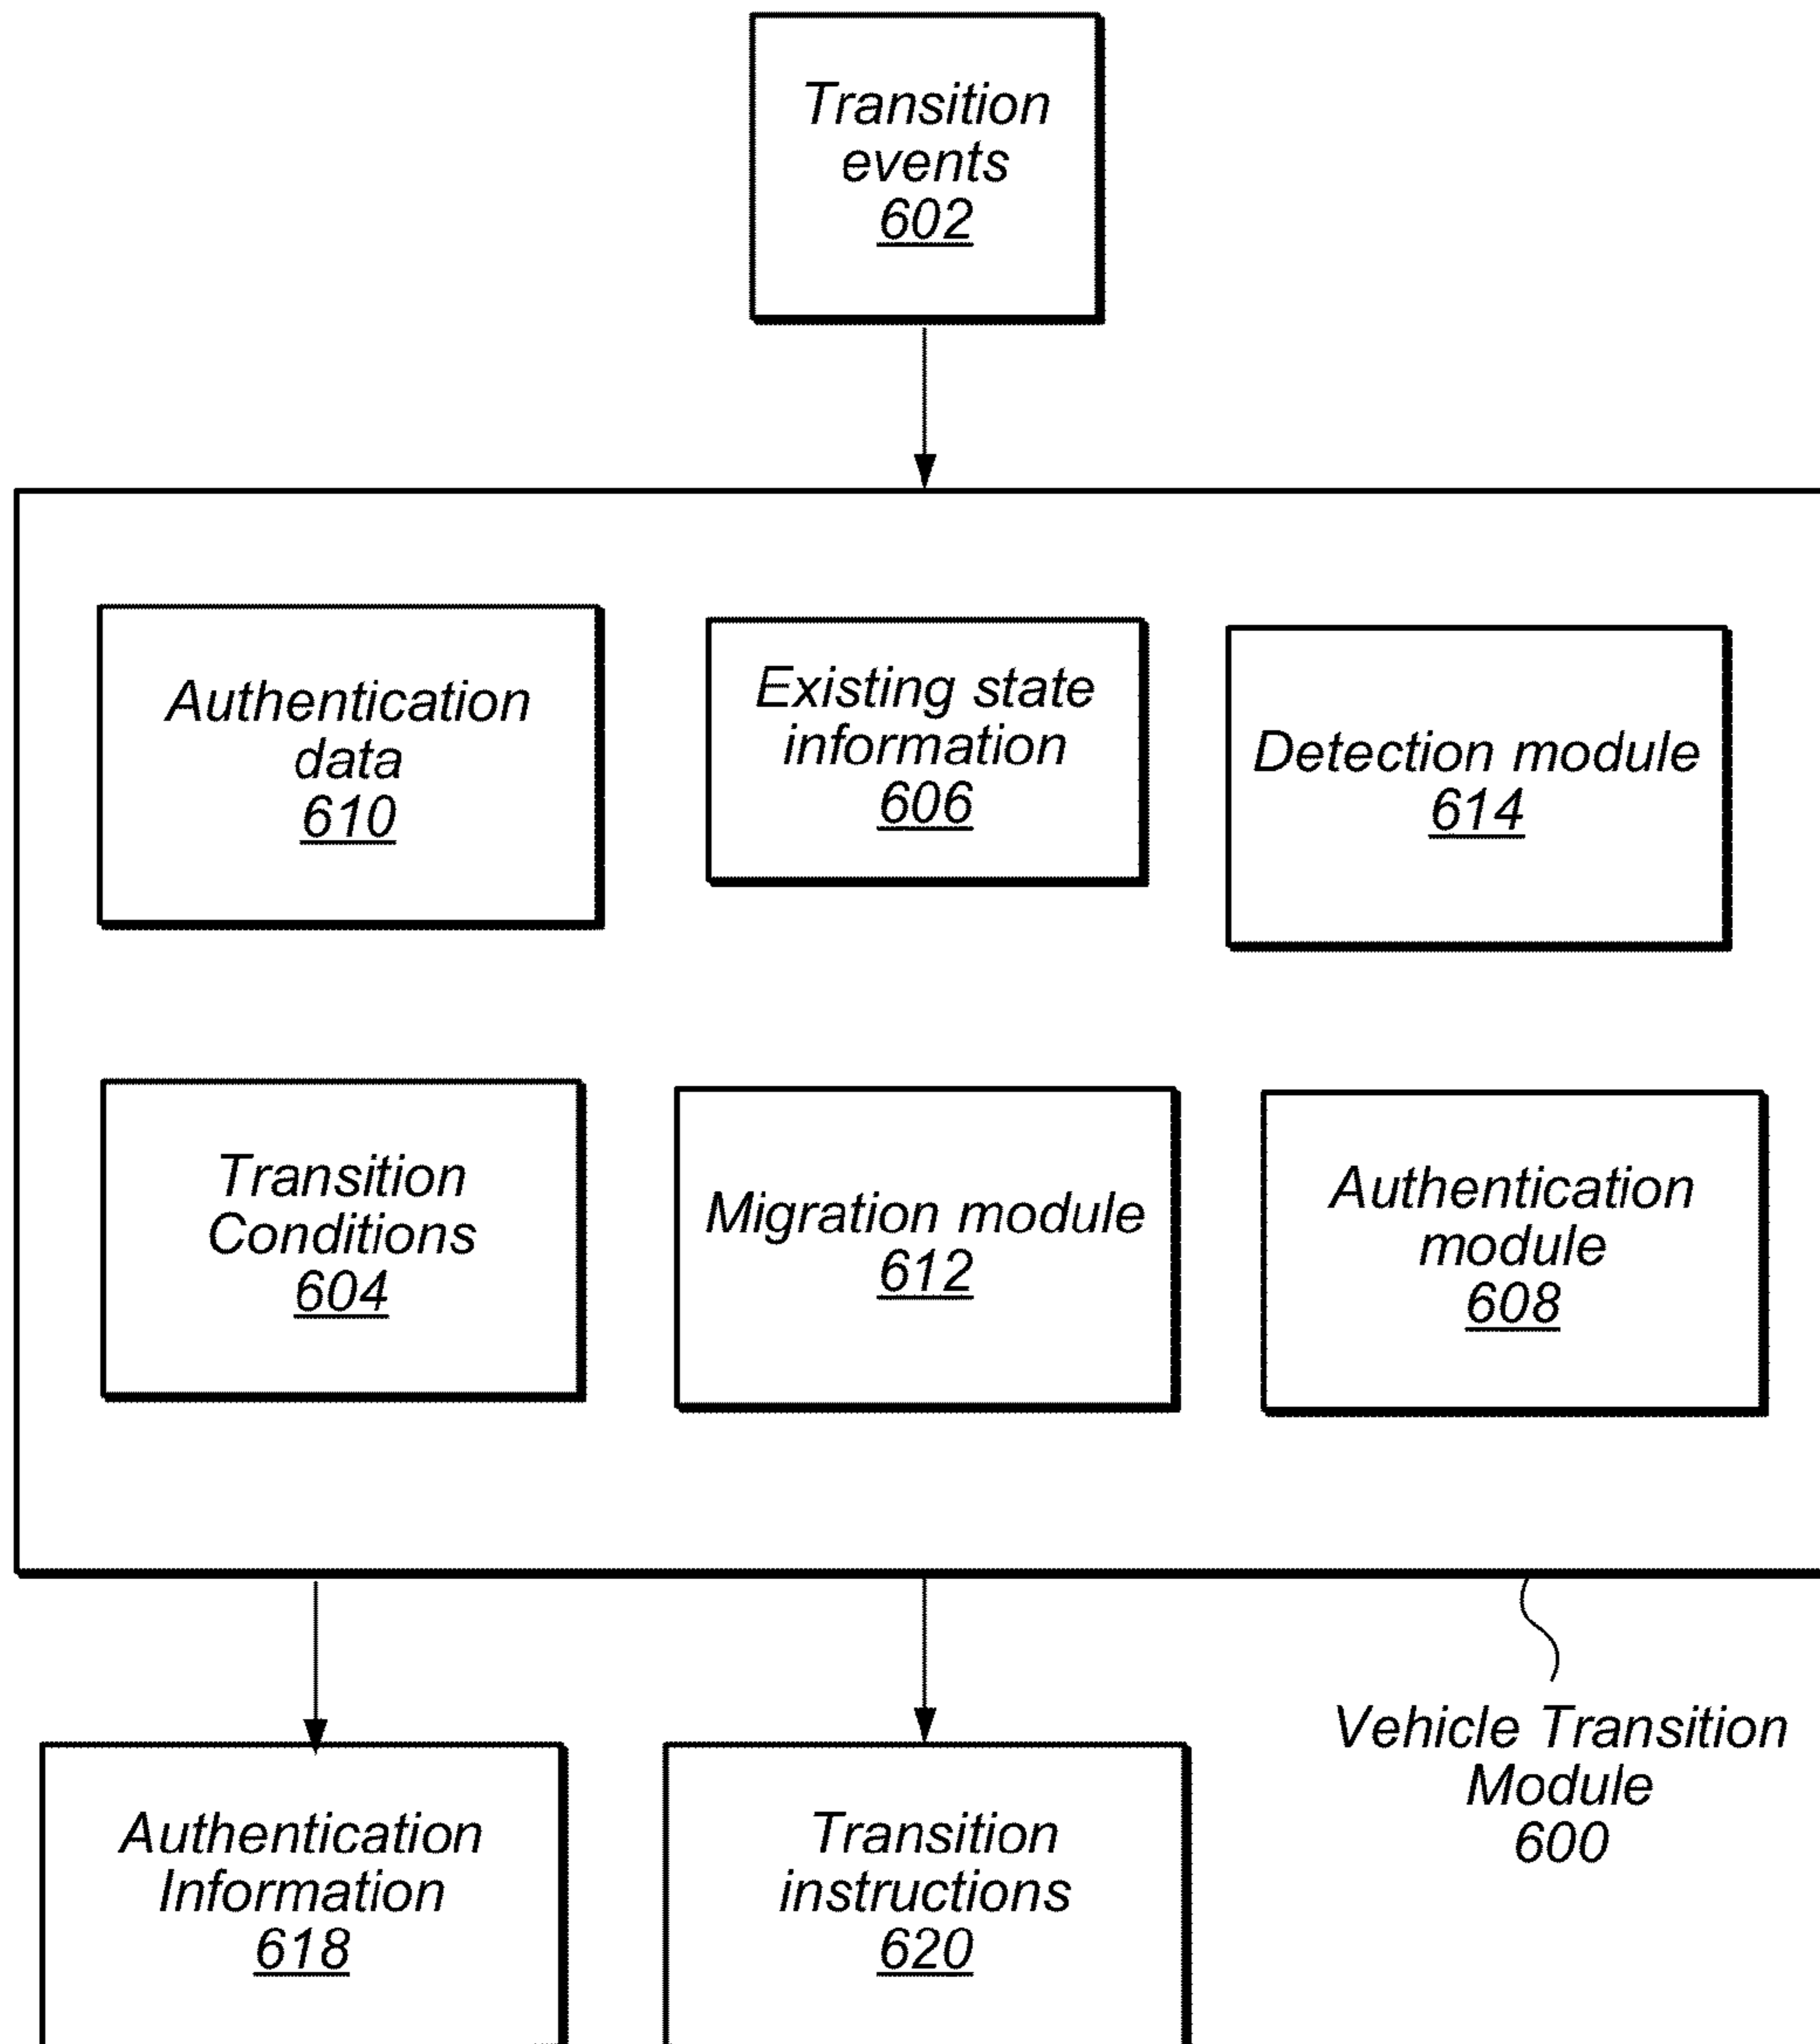 Transition
events
602
Authentication
data
610
Existing state
information
606
Detection module
614
Transition
Conditions
604
Migration module
612
Authentication
module
608
Authentication
Information
618
Transition
instructions
620
Vehicle Transition
Module
600